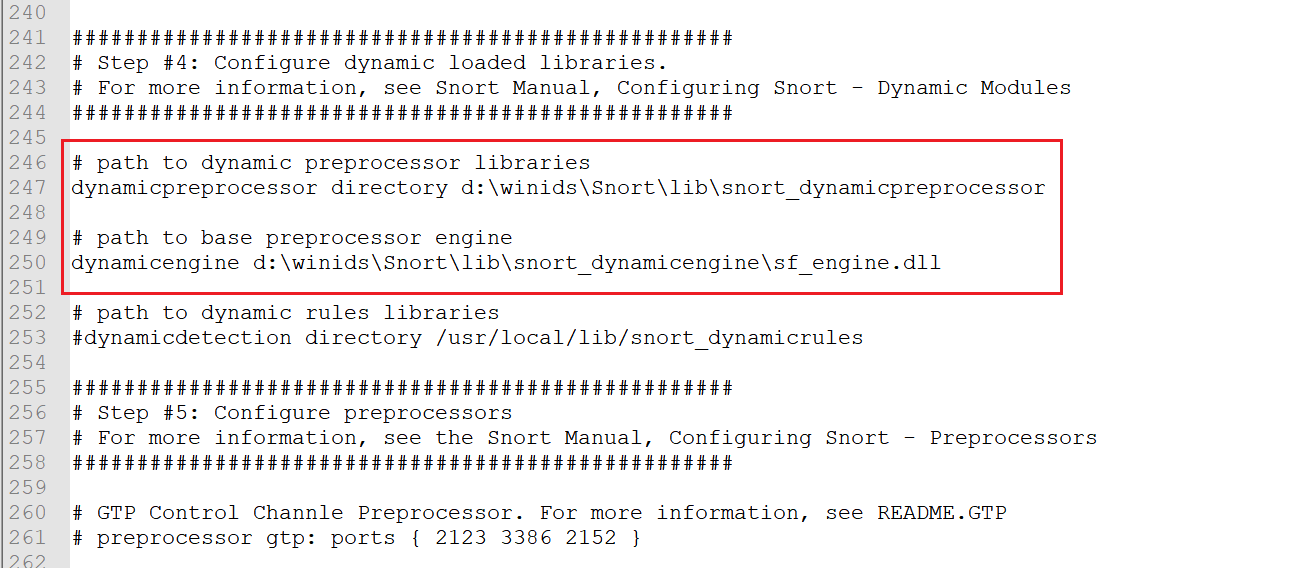 240
241 ###################################################
242 # Step #4: Configure dynamic loaded libraries.
243 # For more information, see Snort Manual, Configuring Snort - Dynamic Modules
244 ###################################################
245
246 # path to dynamic preprocessor libraries
247 dynamicpreprocessor directory d:\winids\Snort\lib\snort_dynamicpreprocessor
248
249 # path to base preprocessor engine
250 dynamicengine d:\winids\Snort\lib\snort_dynamicengine\sf_engine.dll
251
252 # path to dynamic rules libraries
253 #dynamicdetection directory /usr/local/lib/snort_dynamicrules
254
255 ###################################################
256 # Step #5: Configure preprocessors
257 # For more information, see the Snort Manual, Configuring Snort - Preprocessors
258 ###################################################
259
260 # GTP Control Channle Preprocessor. For more information, see README.GTP
261 # preprocessor gtp: ports { 2123 3386 2152 }
262